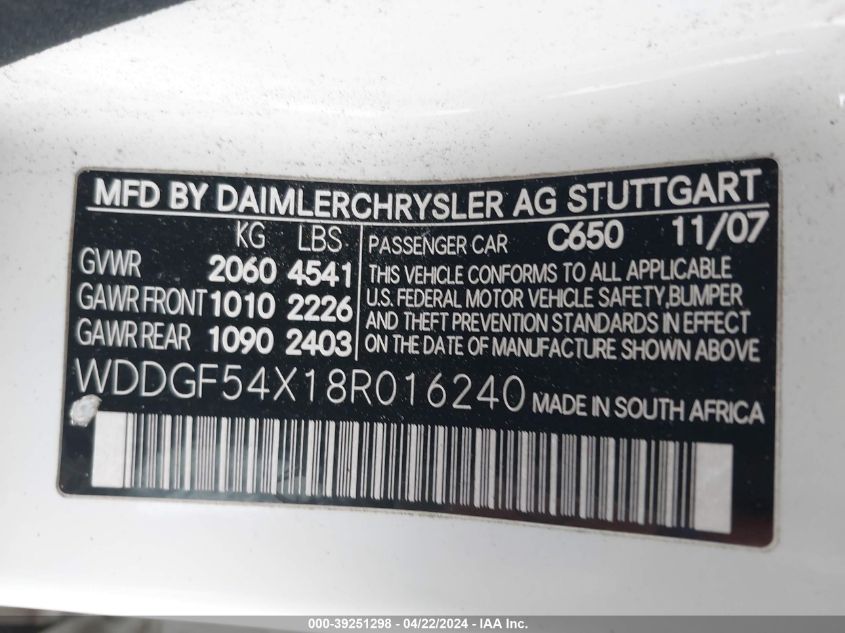 MFD BY DAIMLERCHRYSLER AG STUTTGART
KG LBS
GVWR 2060 4541
GAWR FRONT 1010 2226
GAWR REAR 1090 2403
PASSENGER CAR C650 11/07
THIS VEHICLE CONFORMS TO ALL APPLICABLE
U.S. FEDERAL MOTOR VEHICLE SAFETY,BUMPER
AND THEFT PREVENTION STANDARDS IN EFFECT
ON THE DATE OF MANUFACTURE SHOWN ABOVE.
WDDGF54X18R016240 MADE IN SOUTH AFRICA
000-39251298 - 04/22/2024 - IAA Inc.